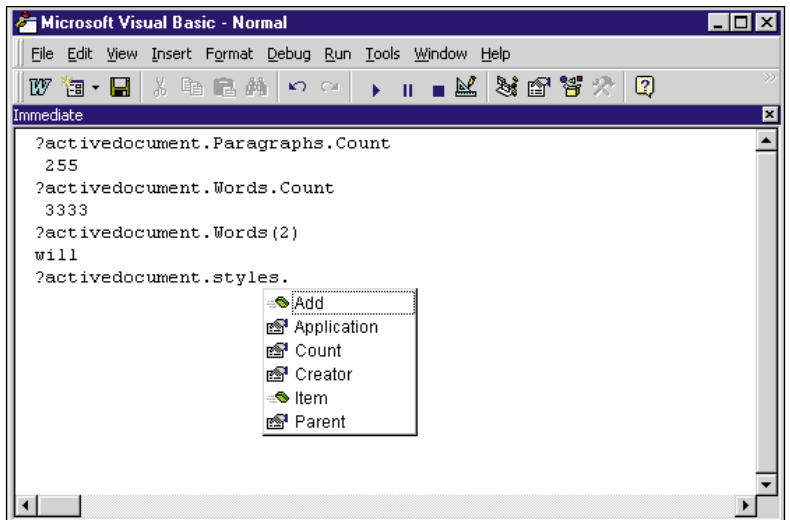 Microsoft Visual Basic - Normal
File Edit View Insert Format Debug Run Tools Window Help
Immediate
?activedocument.Paragraphs.Count
255
?activedocument.Words.Count
3333
?activedocument.Words(2)
will
?activedocument.styles.
Add
Application
Count
Creator
Item
Parent